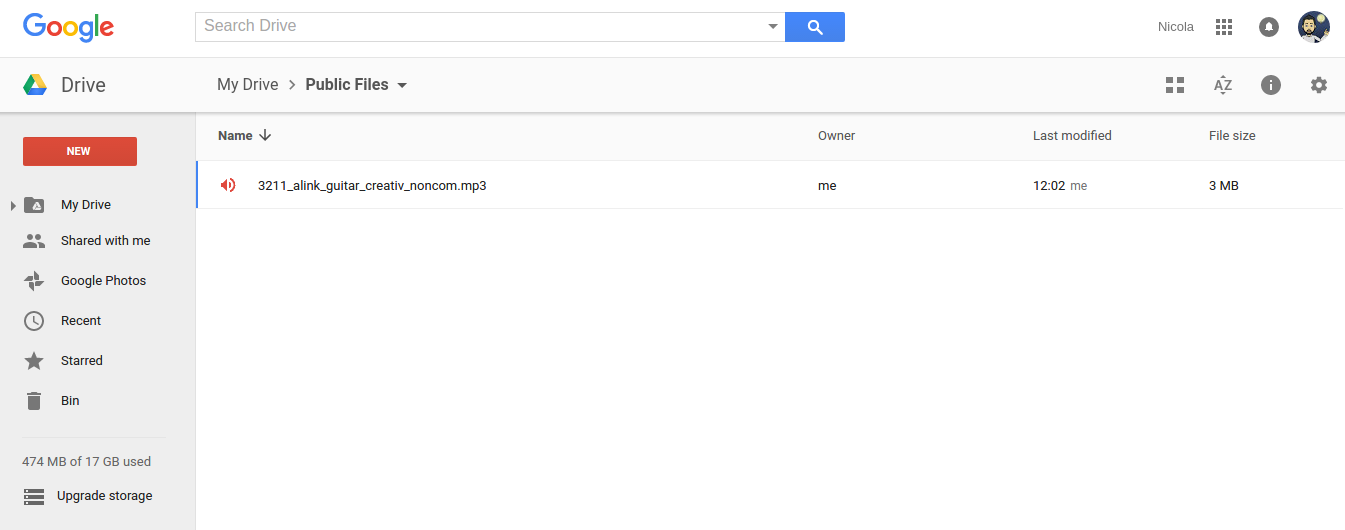 Google
Search Drive
Nicola
Drive
My Drive > Public Files
AZ
NEW
Name
Owner
Last modified
File size
3211_alink_guitar_creativ_noncom.mp3
me
12:02 me
3 MB
My Drive
Shared with me
Google Photos
Recent
Starred
Bin
474 MB of 17 GB used
Upgrade storage